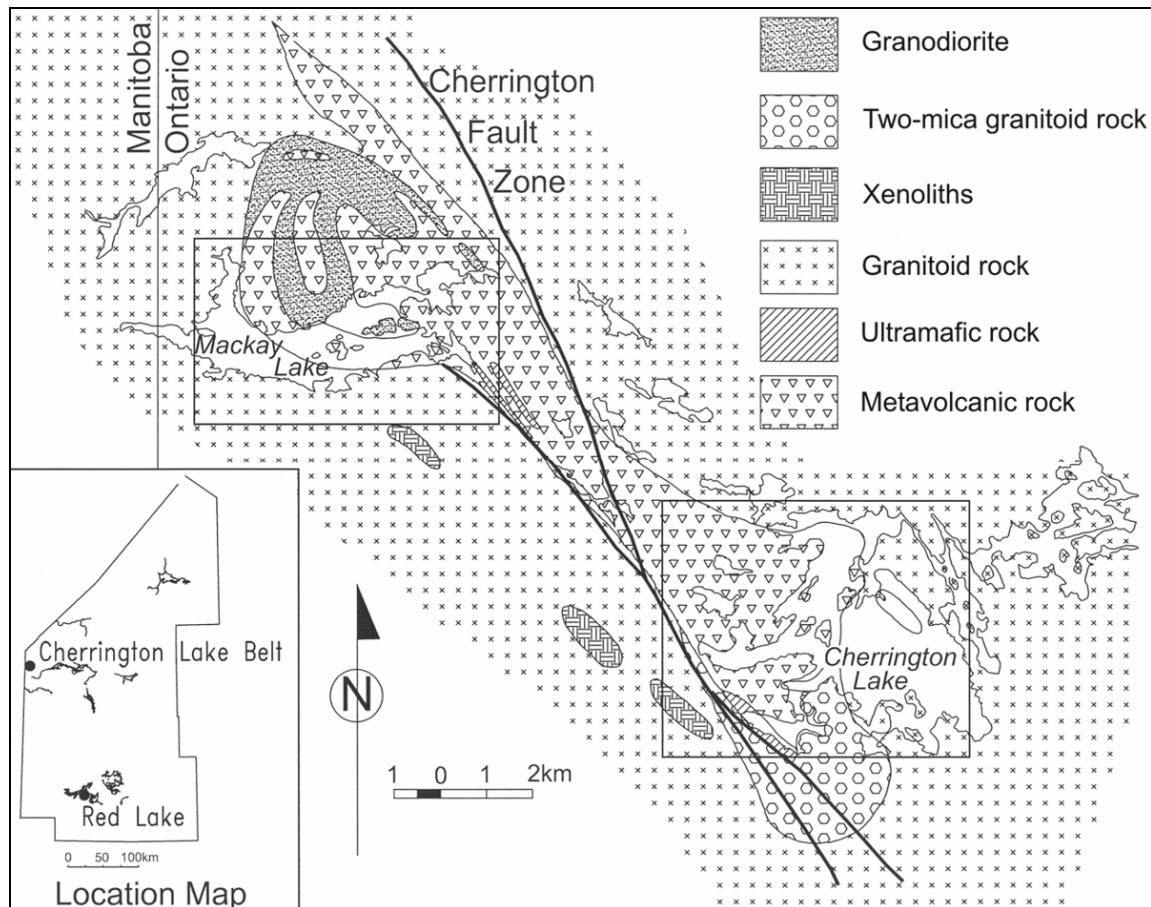 Manitoba
Ontario
Cherrington
Fault
Zone
Granodiorite
Two-mica granitoid rock
Xenoliths
Granitoid rock
Ultramafic rock
Metavolcanic rock
Mackay
Lake
Cherrington
Lake
N
1 0 1 2km
Cherrington Lake Belt
Red Lake
0 50 100km
Location Map